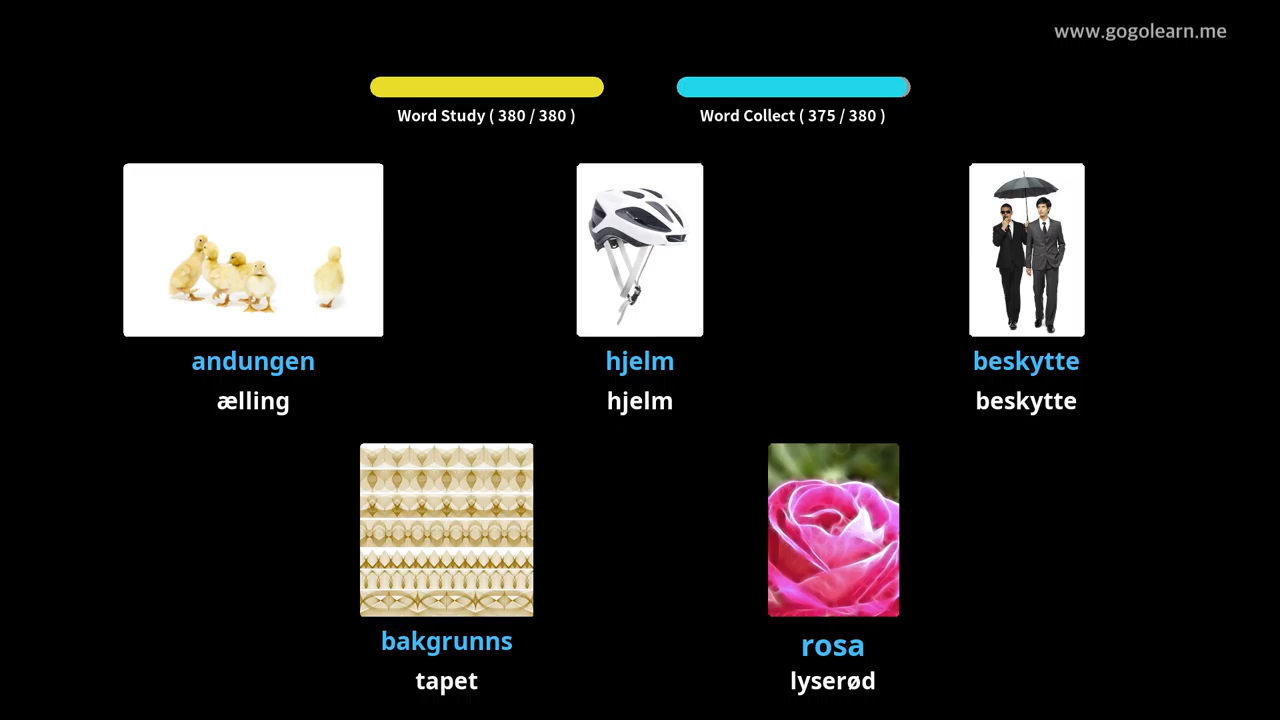 www.gogolearn.me
Word Study ( 380 / 380 )
Word Collect ( 375 / 380 )
andungen
ælling
hjelm
hjelm
beskytte
beskytte
bakgrunns
tapet
rosa
lyserød